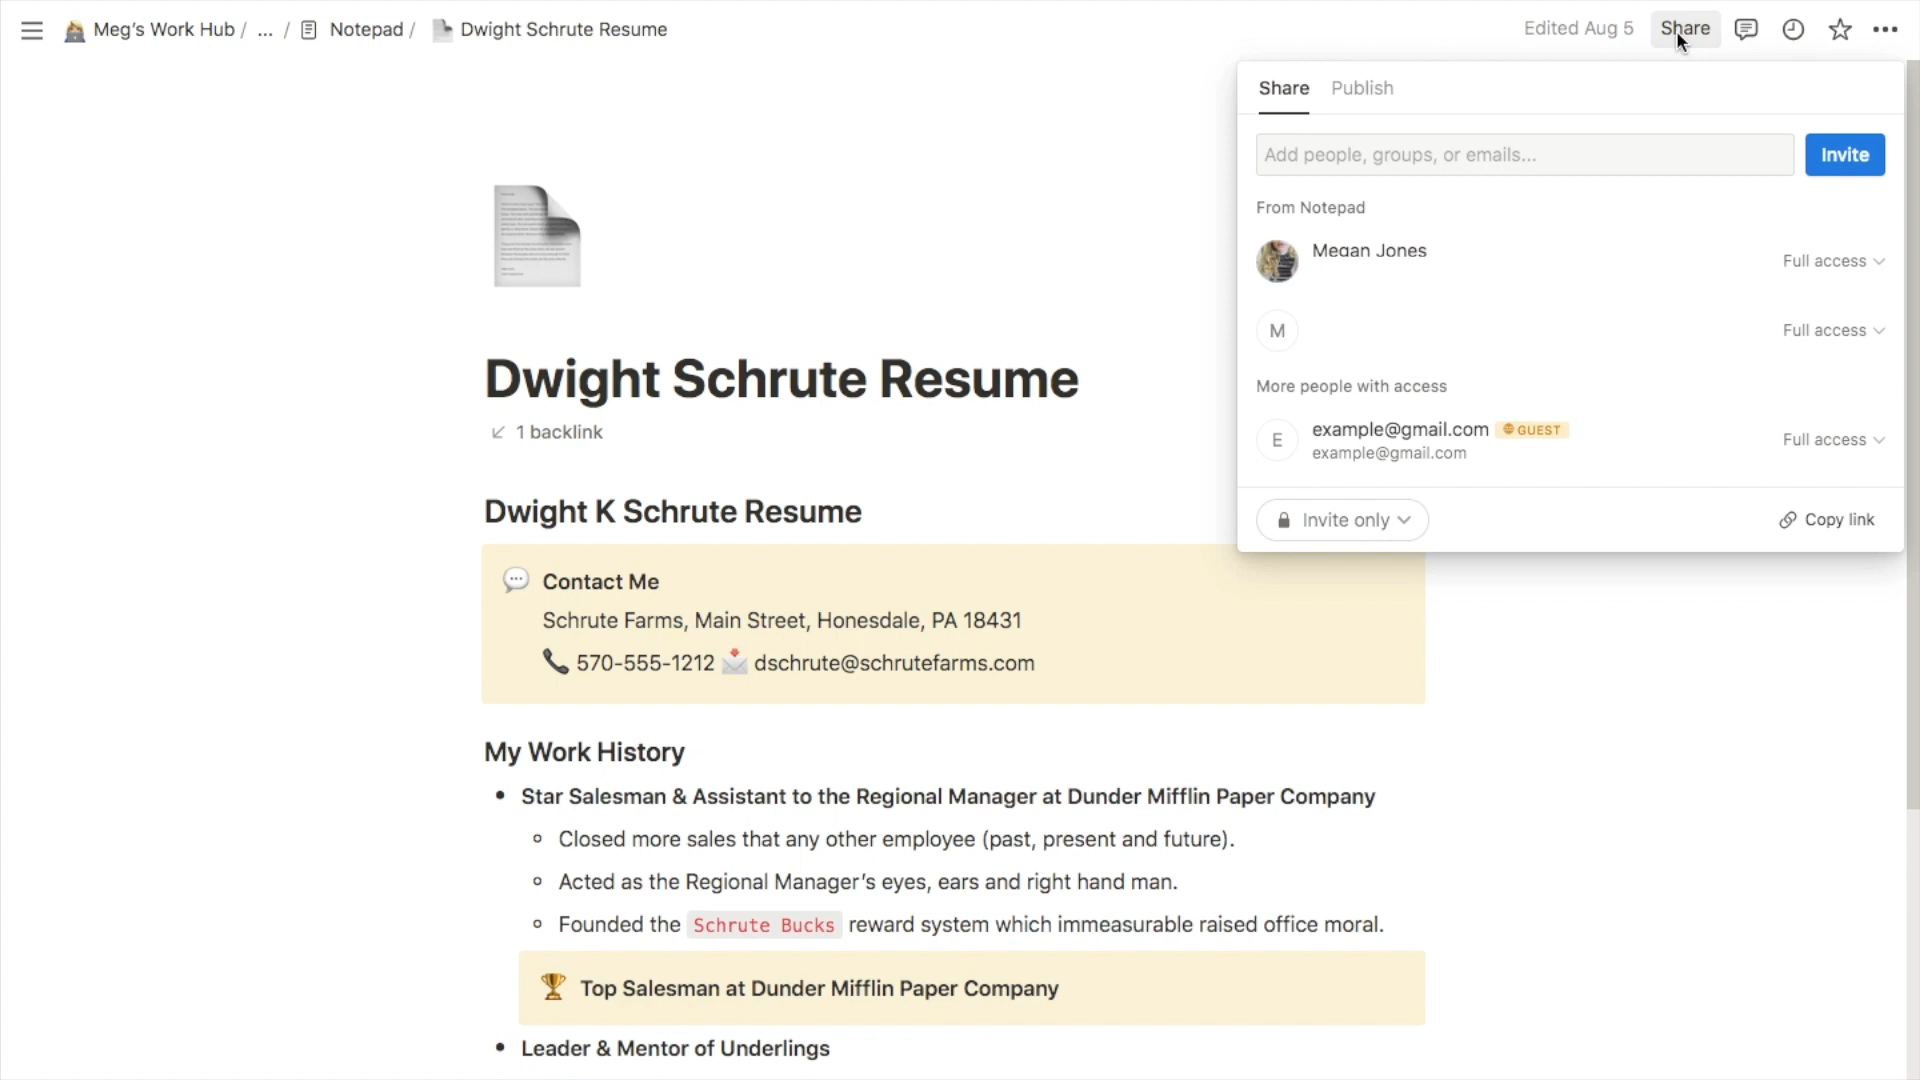 Meg's Work Hub / ... / Notepad / Dwight Schrute Resume
Edited Aug 5 Share
Share Publish
Add people, groups, or emails... Invite
From Notepad
Megan Jones Full access
M Full access
More people with access
E example@gmail.com GUEST Full access
example@gmail.com
Invite only Copy link
Dwight Schrute Resume
1 backlink
Dwight K Schrute Resume
Contact Me
Schrute Farms, Main Street, Honesdale, PA 18431
570-555-1212 dschrute@schrutefarms.com
My Work History
• Star Salesman & Assistant to the Regional Manager at Dunder Mifflin Paper Company
◦ Closed more sales that any other employee (past, present and future).
◦ Acted as the Regional Manager's eyes, ears and right hand man.
◦ Founded the Schrute Bucks reward system which immeasurable raised office moral.
Top Salesman at Dunder Mifflin Paper Company
• Leader & Mentor of Underlings